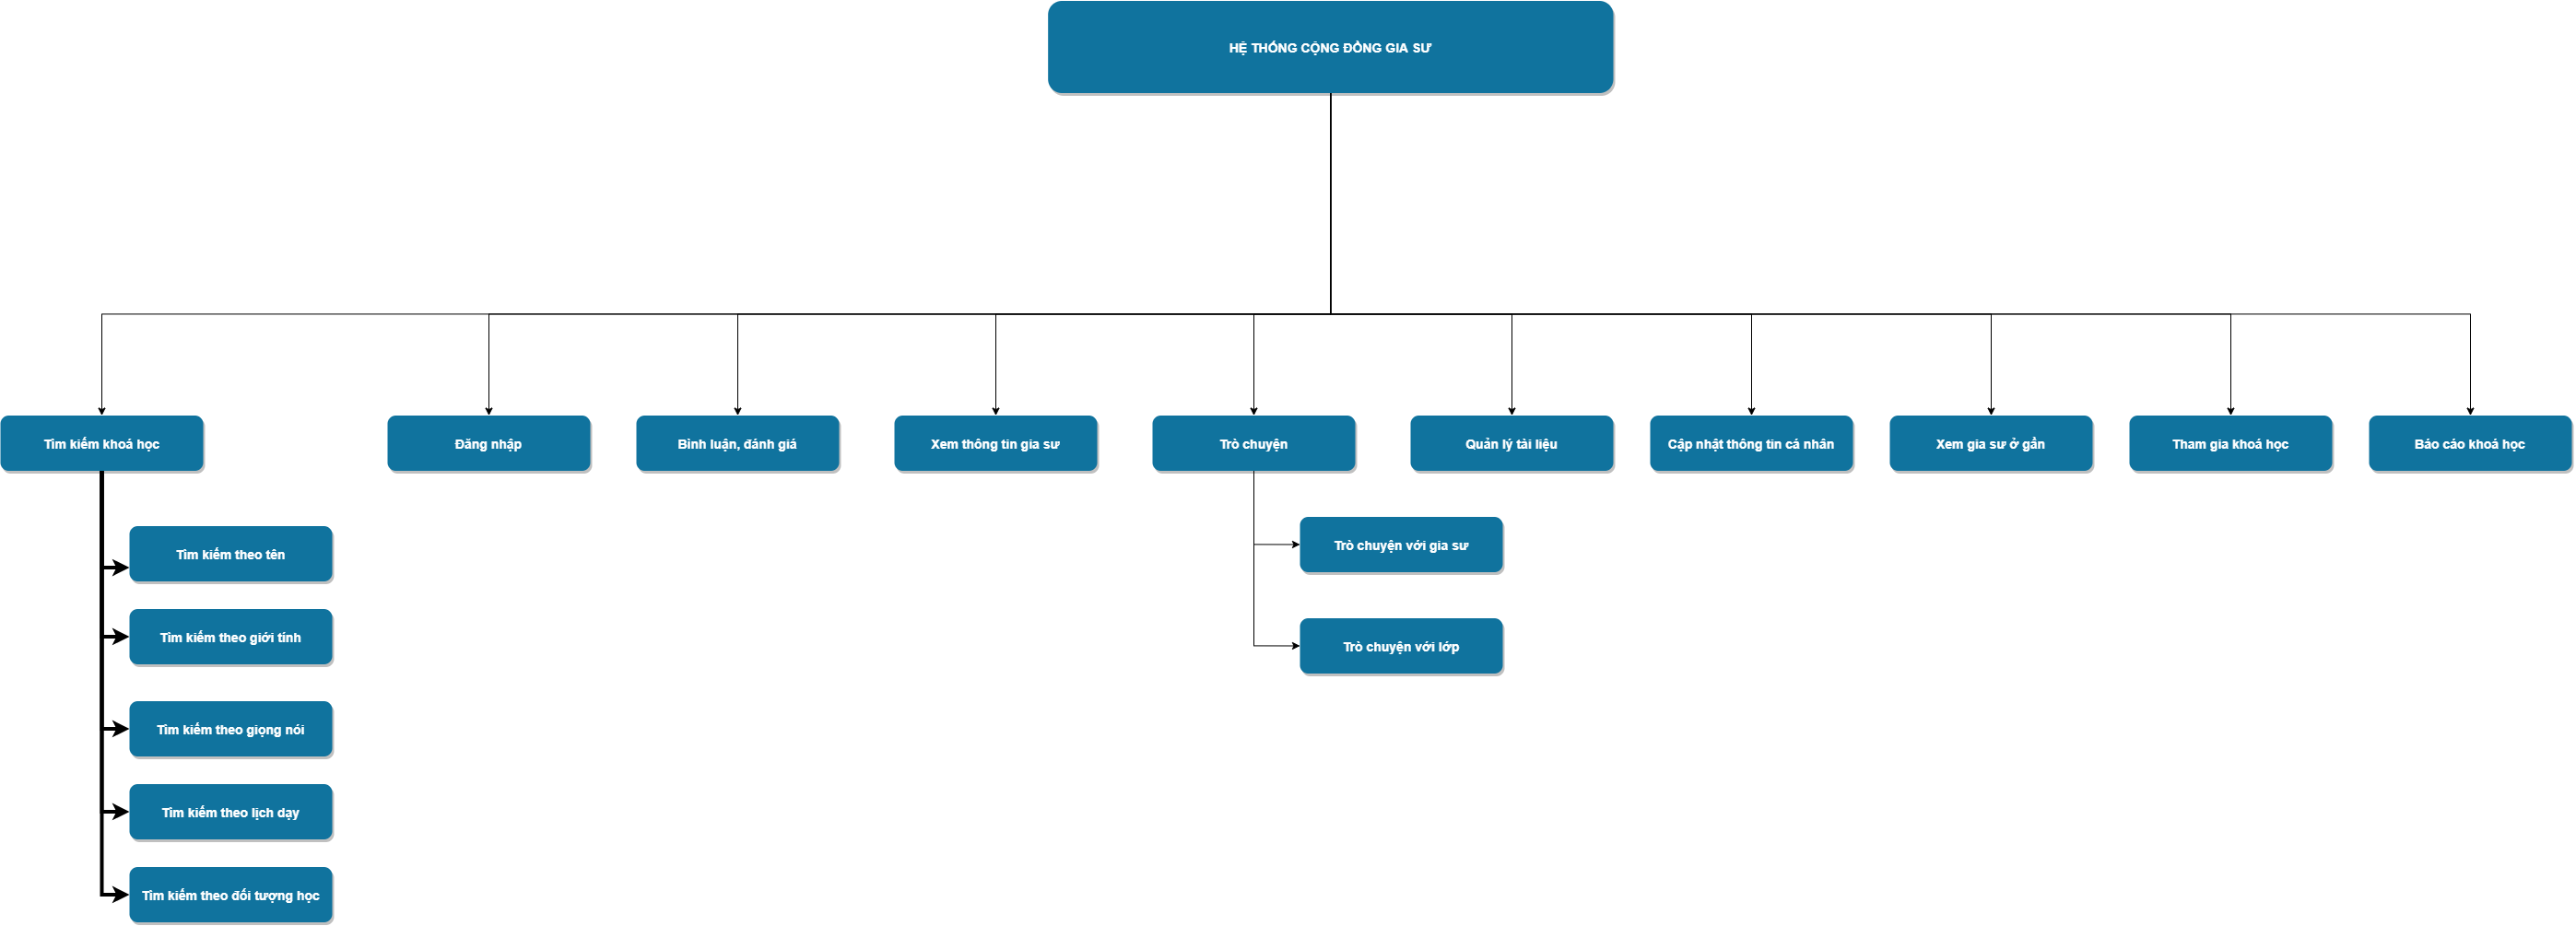 HỆ THỐNG CỘNG ĐỒNG GIA SƯ
Tìm kiếm khoá học
Đăng nhập
Bình luận, đánh giá
Xem thông tin gia sư
Trò chuyện
Quản lý tài liệu
Cập nhật thông tin cá nhân
Xem gia sư ở gần
Tham gia khoá học
Báo cáo khoá học
Tìm kiếm theo tên
Tìm kiếm theo giới tính
Tìm kiếm theo giọng nói
Tìm kiếm theo lịch dạy
Tìm kiếm theo đối tượng học
Trò chuyện với gia sư
Trò chuyện với lớp